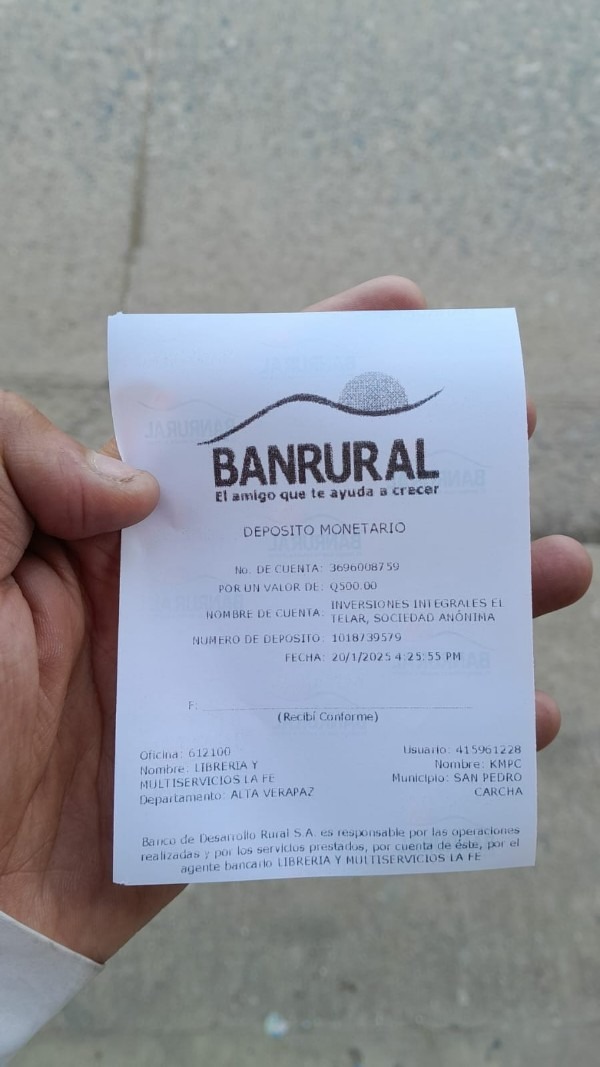 BANRURAL
El amigo que te ayuda a crecer
DEPOSITO MONETARIO
No. DE CUENTA: 3696008759
POR UN VALOR DE: Q500.00
NOMBRE DE CUENTA: INVERSIONES INTEGRALES EL
TELAR, SOCIEDAD ANÓNIMA
NUMERO DE DEPOSITO: 1018739579
FECHA: 20/1/2025 4:25:55 PM
F:
(Recibí Conforme)
Oficina: 612100
Nombre: LIBRERIA Y
MULTISERVICIOS LA FE
Departamento: ALTA VERAPAZ
Usuario: 415961228
Nombre: KMPC
Municipio: SAN PEDRO
CARCHA
Banco de Desarrollo Rural S.A. es responsable por las operaciones
realizadas y por los servicios prestados, por cuenta de éste, por el
agente bancario LIBRERIA Y MULTISERVICIOS LA FE